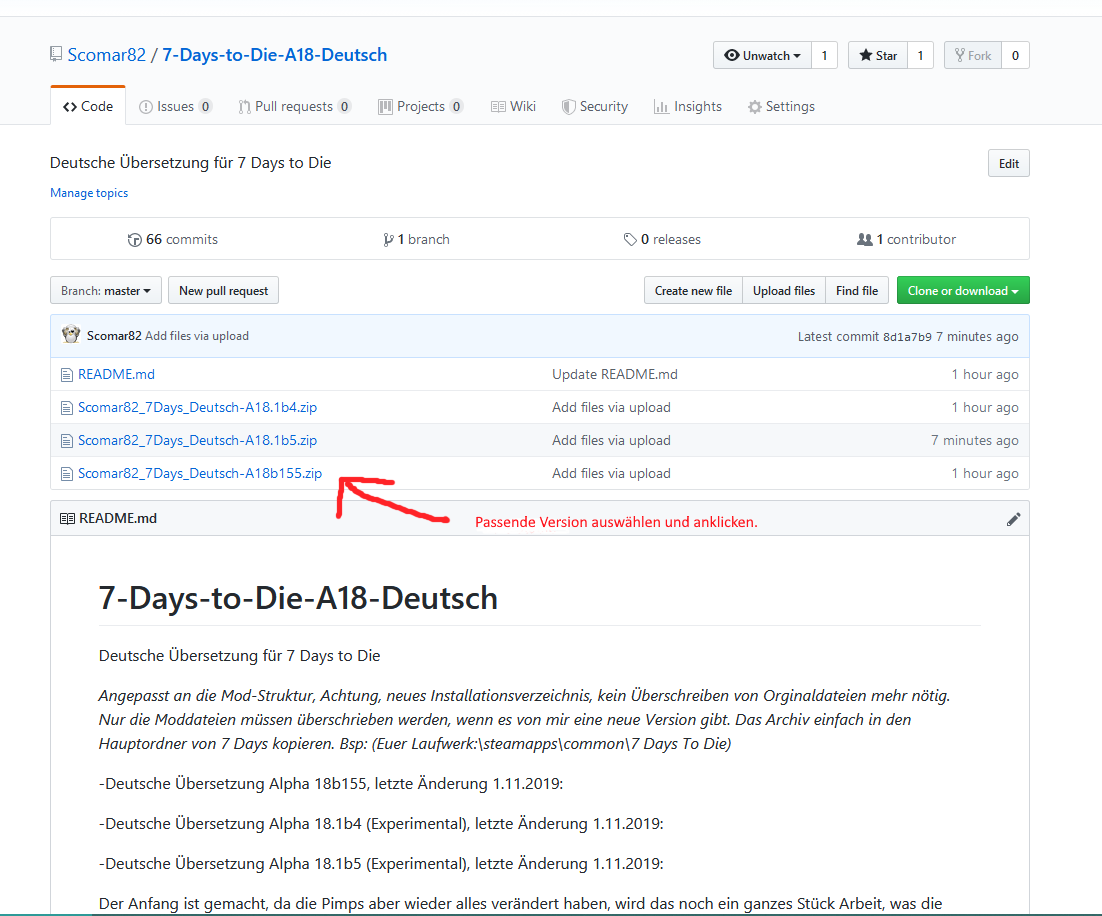 Scomar82 / 7-Days-to-Die-A18-Deutsch
Unwatch 1 Star 1 Fork 0
Code Issues 0 Pull requests 0 Projects 0 Wiki Security Insights Settings
Deutsche Übersetzung für 7 Days to Die Edit
Manage topics
66 commits 1 branch 0 releases 1 contributor
Branch: master New pull request Create new file Upload files Find file Clone or download
Scomar82 Add files via upload Latest commit 8d1a7b9 7 minutes ago
README.md Update README.md 1 hour ago
Scomar82_7Days_Deutsch-A18.1b4.zip Add files via upload 1 hour ago
Scomar82_7Days_Deutsch-A18.1b5.zip Add files via upload 7 minutes ago
Scomar82_7Days_Deutsch-A18b155.zip Add files via upload 1 hour ago
README.md
Passende Version auswählen und anklicken.
7-Days-to-Die-A18-Deutsch
Deutsche Übersetzung für 7 Days to Die
Angepasst an die Mod-Struktur, Achtung, neues Installationsverzeichnis, kein Überschreiben von Orginaldateien mehr nötig.
Nur die Moddateien müssen überschrieben werden, wenn es von mir eine neue Version gibt. Das Archiv einfach in den
Hauptordner von 7 Days kopieren. Bsp: (Euer Laufwerk:\steamapps\common\7 Days To Die)
-Deutsche Übersetzung Alpha 18b155, letzte Änderung 1.11.2019:
-Deutsche Übersetzung Alpha 18.1b4 (Experimental), letzte Änderung 1.11.2019:
-Deutsche Übersetzung Alpha 18.1b5 (Experimental), letzte Änderung 1.11.2019:
Der Anfang ist gemacht, da die Pimps aber wieder alles verändert haben, wird das noch ein ganzes Stück Arbeit, was die